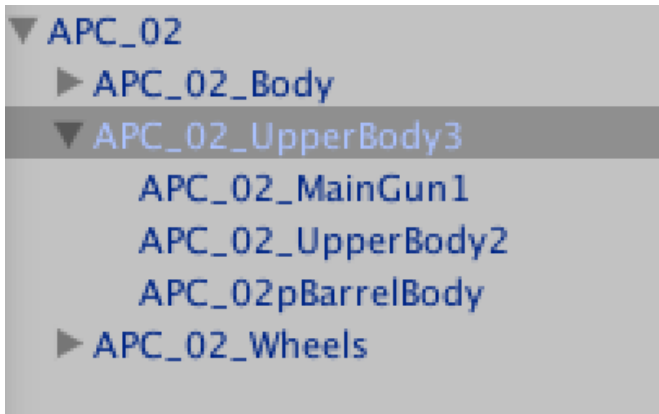 APC_02
APC_02_Body
APC_02_UpperBody3
APC_02_MainGun1
APC_02_UpperBody2
APC_02pBarrelBody
APC_02_Wheels